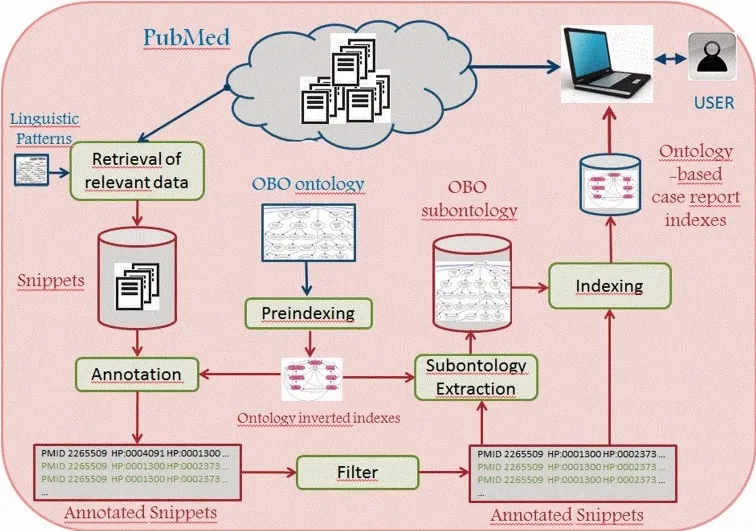 PubMed
USER
Linguistic
Patterns
Retrieval of
relevant data
OBO ontology
OBO
subontology
Ontology
-based
case report
indexes
Snippets
Preindexing
Indexing
Annotation
Subontology
Extraction
Ontology inverted indexes
PMID 2265509 HP:0004091 HP:0001300 ...
PMID 2265509 HP:0001300 HP:0002373 ...
PMID 2265509 HP:0001300 HP:0002373 ...
...
Annotated Snippets
Filter
PMID 2265509 HP:0001300 HP:0002373 ...
PMID 2265509 HP:0001300 HP:0002373 ...
PMID 2265509 HP:0001300 HP:0002373 ...
...
Annotated Snippets